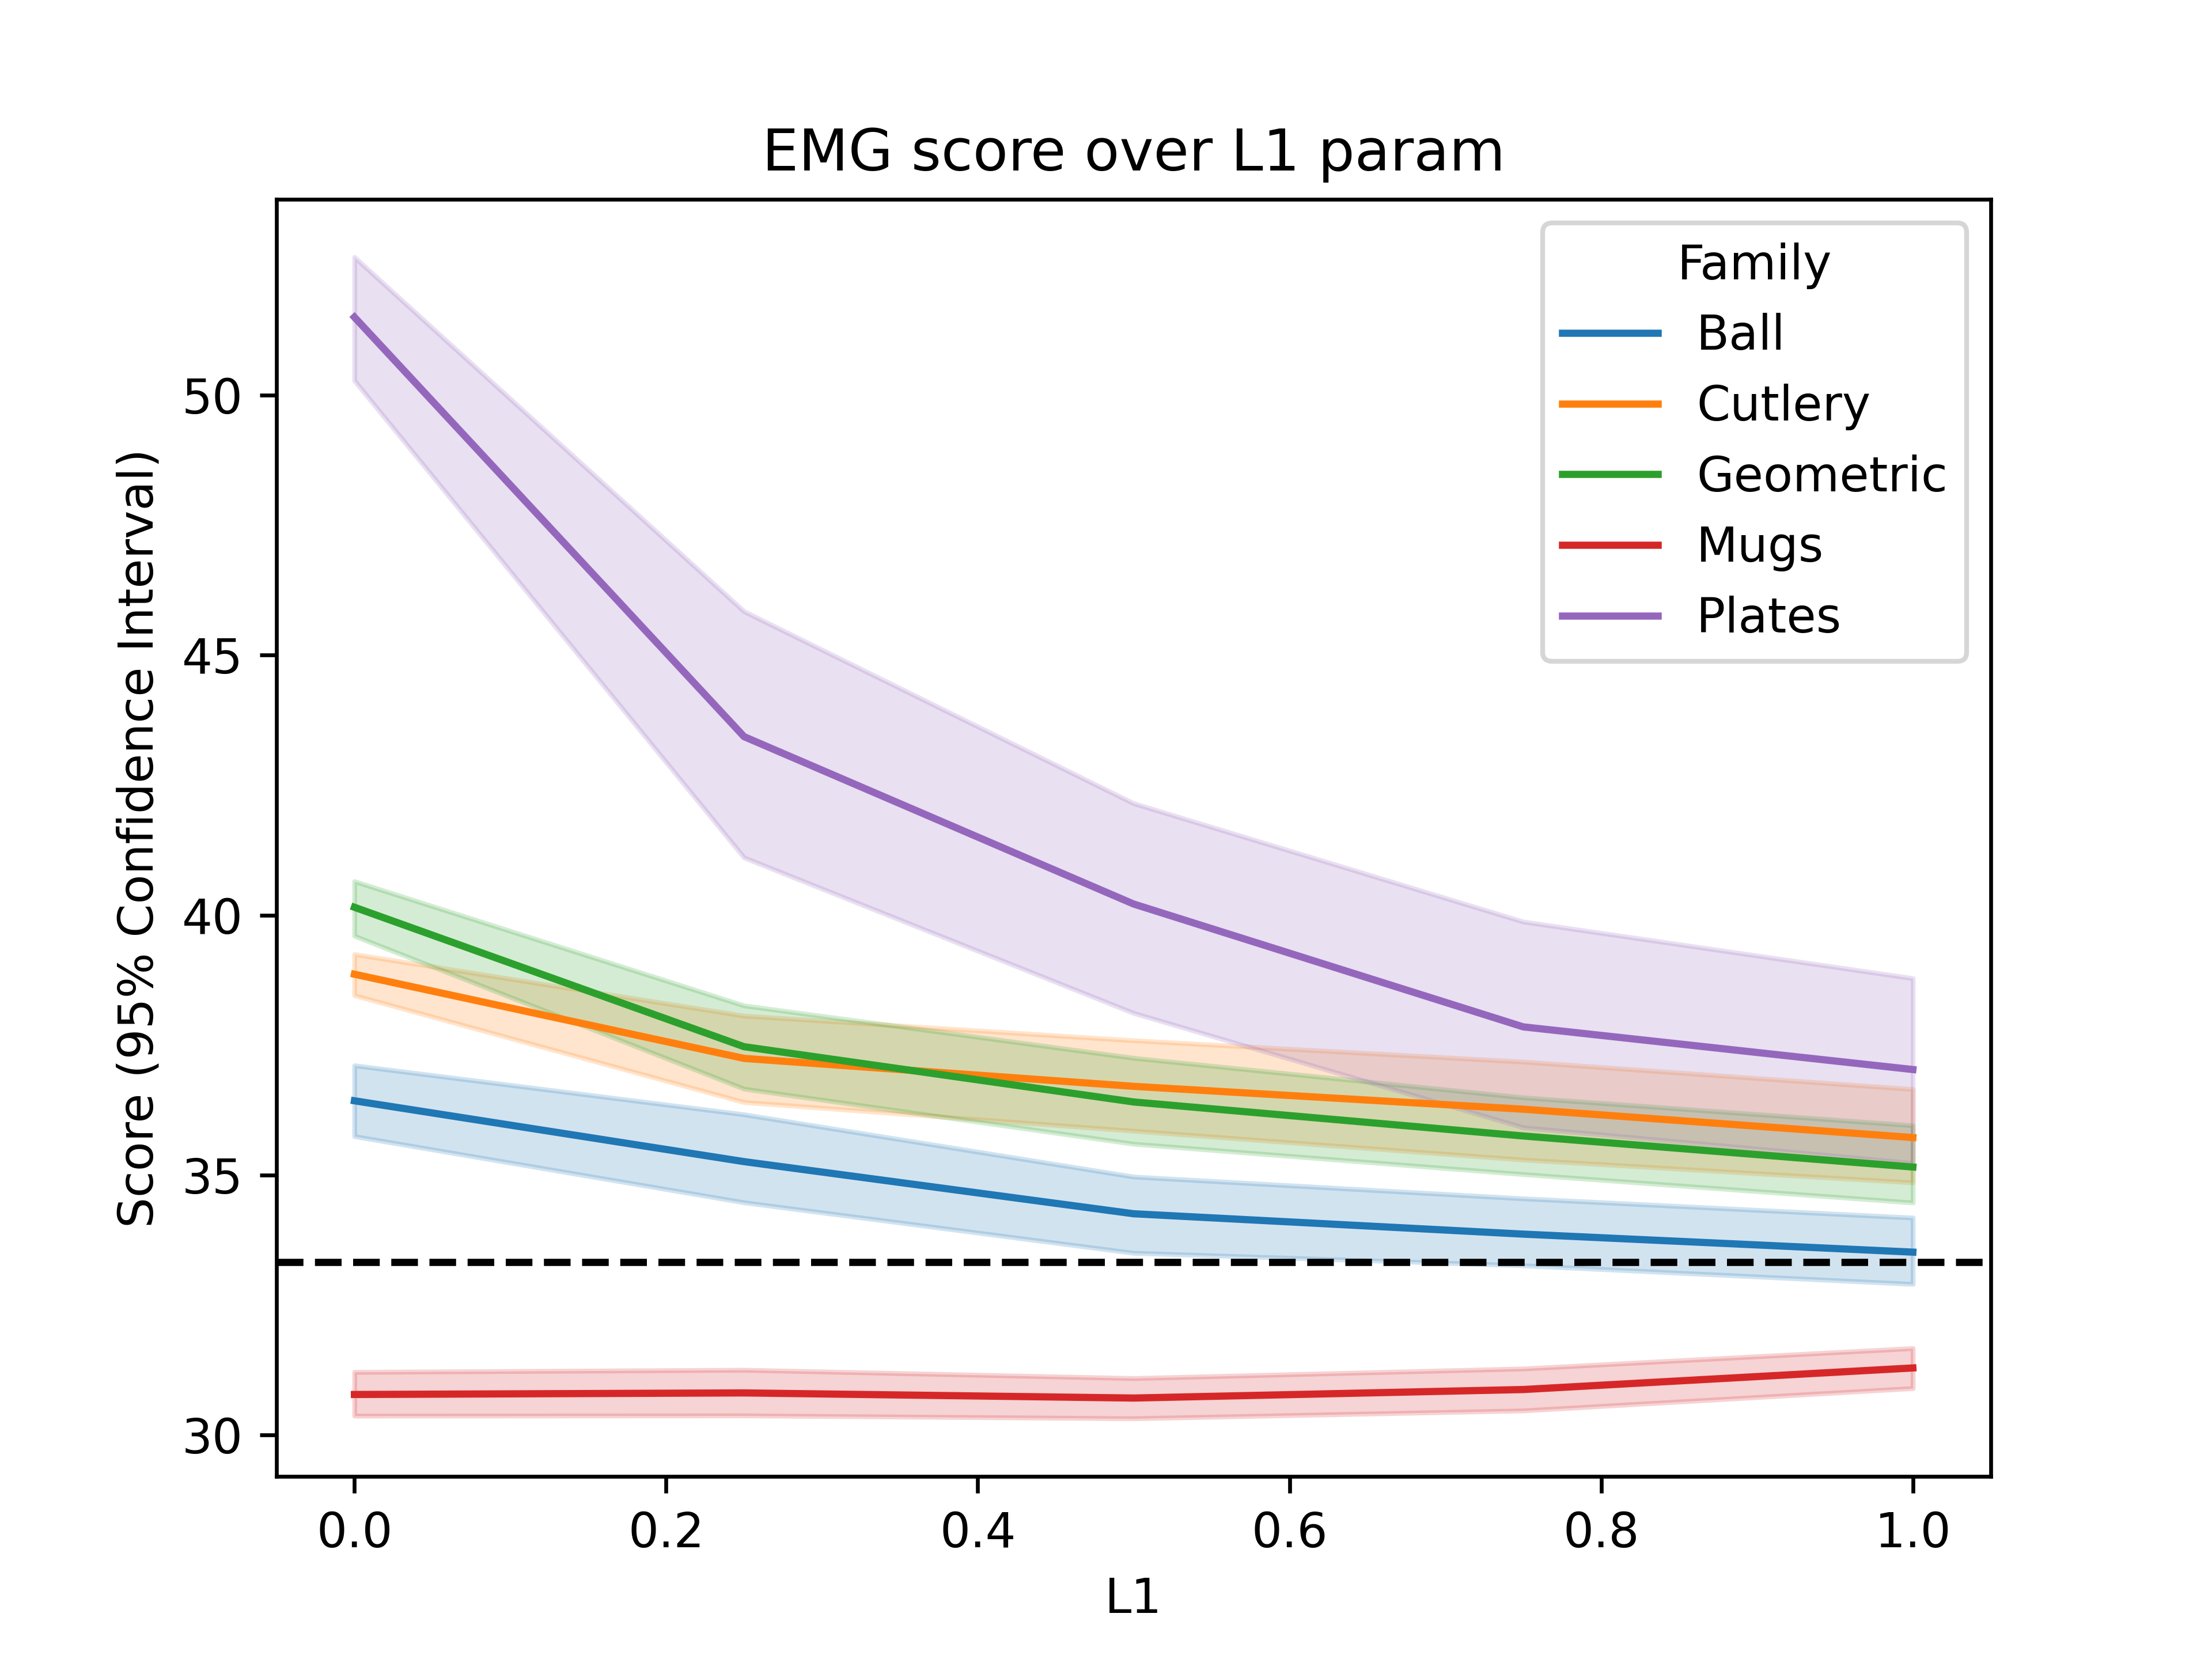 EMG score over L1 param
Score (95% Confidence Interval)
50
45
40
35
30
0.0 0.2 0.4 0.6 0.8 1.0
L1
Family
Ball
Cutlery
Geometric
Mugs
Plates